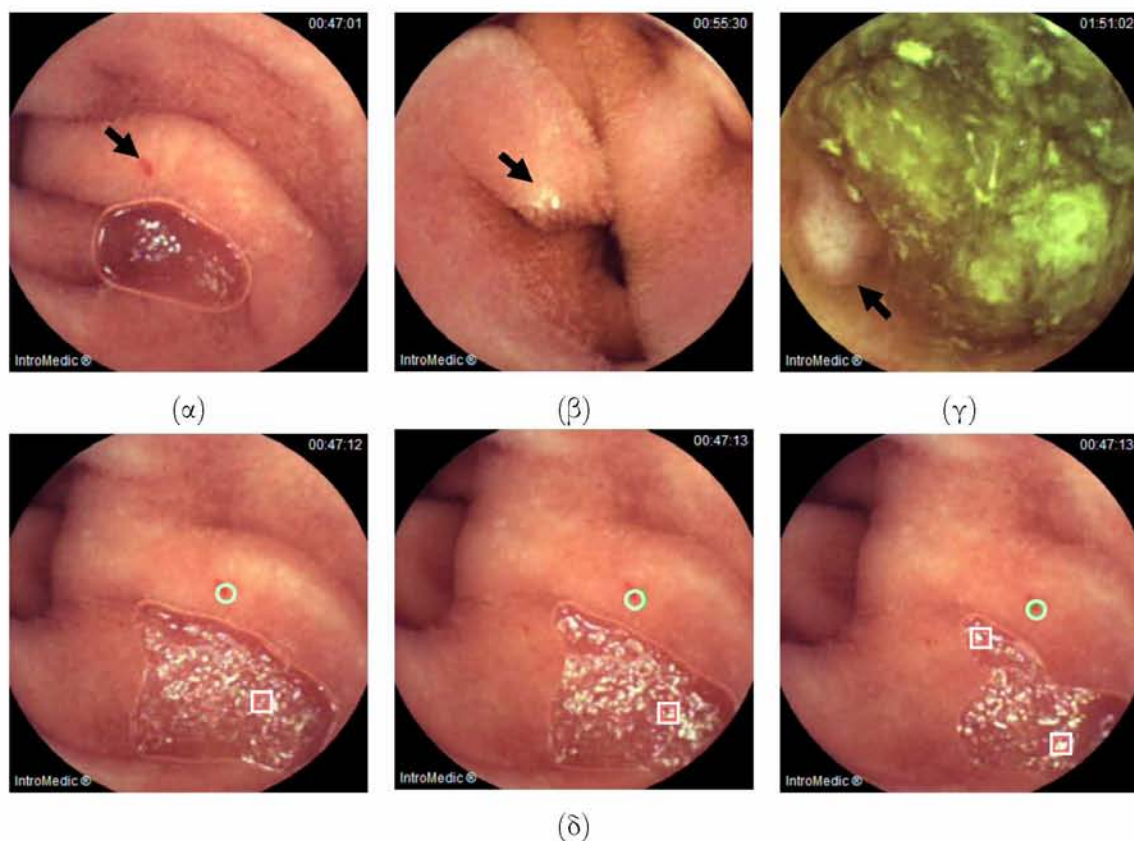 00:47:01 00:55:30 01:51:02
IntroMedic ® IntroMedic ® IntroMedic ®
(α) (β) (γ)
00:47:12 00:47:13 00:47:13
IntroMedic ® IntroMedic ® IntroMedic ®
(δ)